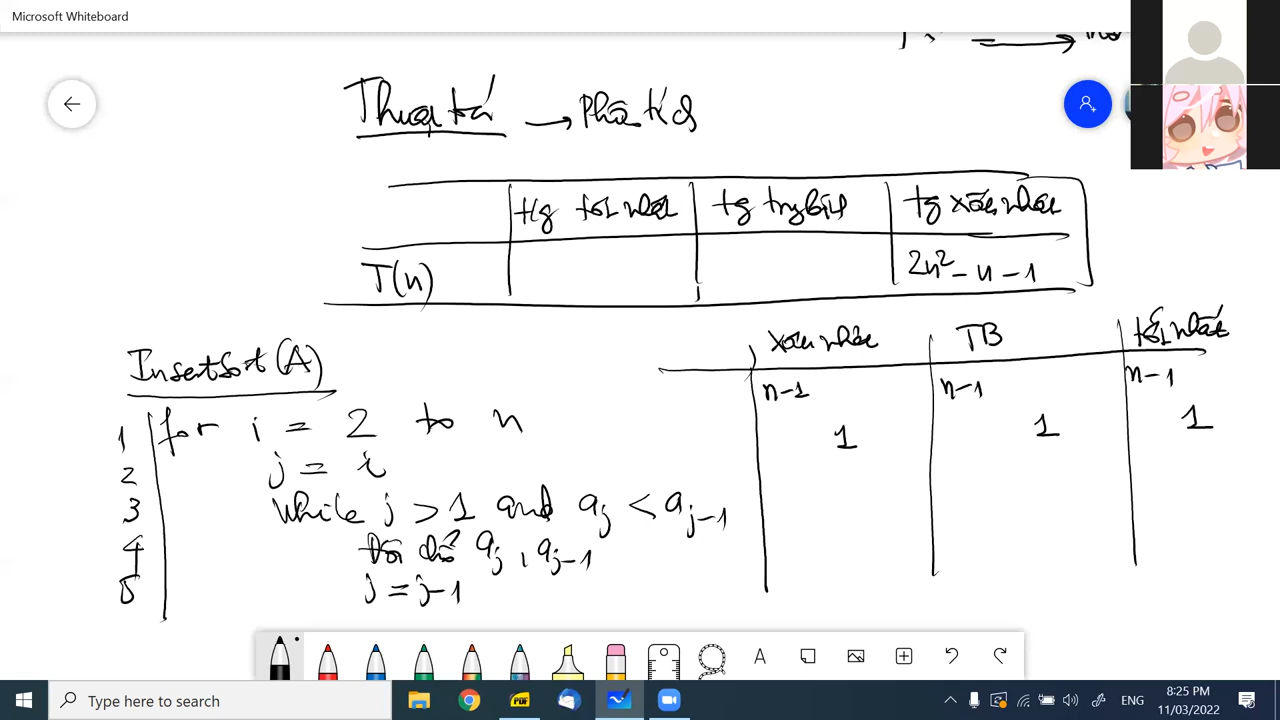 Microsoft Whiteboard
Thuật toán → Phân tích
tg tốt nhất tg trg bình tg xấu nhất
T(n) 2n² - n - 1
InsertSort(A)
xấu nhất TB tốt nhất
n-1 n-1 n-1
1 for i = 2 to n 1 1 1
2 j = i
3 While j > 1 and aj < aj-1
4 đổi chỗ aj, aj-1
5 j = j-1
A
Type here to search
PDF
ENG
8:25 PM
11/03/2022